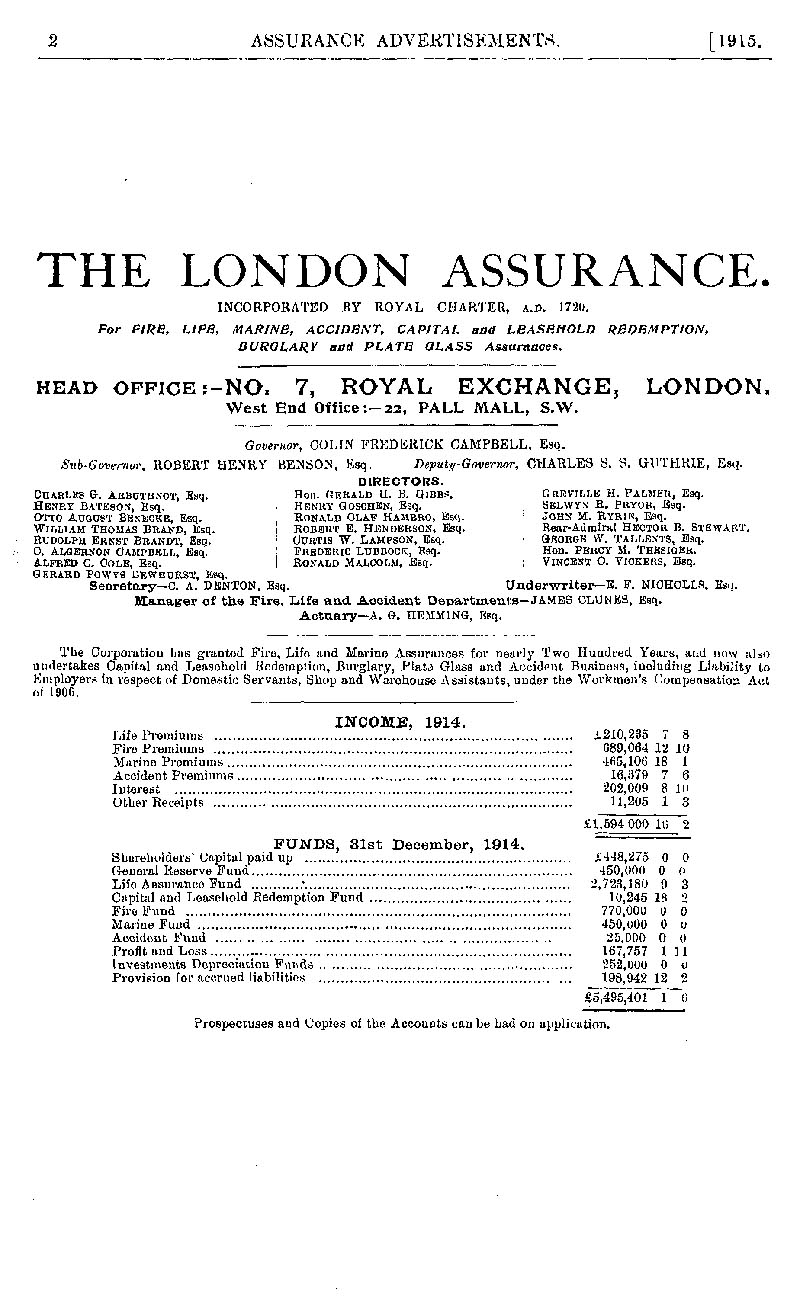 2 ASSURANCE ADVERTISEMENTS. [1915.
THE LONDON ASSURANCE.
INCORPORATED BY ROYAL CHARTER, A.D. 1720.
For FIRE, LIFE, MARINE, ACCIDENT, CAPITAL and LEASEHOLD REDEMPTION,
BURGLARY and PLATE GLASS Assurances.
HEAD OFFICE:—NO. 7, ROYAL EXCHANGE, LONDON.
West End Office:—22, PALL MALL, S.W.
Governor, COLIN FREDERICK CAMPBELL, Esq.
Sub-Governor, ROBERT HENRY BENSON, Esq. Deputy-Governor, CHARLES S. S. GUTHRIE, Esq.
DIRECTORS.
CHARLES G. ARBUTHNOT, Esq. Hon. GERALD H. B. GIBBS. GREVILLE H. PALMER, Esq.
HENRY BATESON, Esq. HENRY GOSCHEN, Esq. SELWYN R. PRYOR, Esq.
OTTO AUGUST BENECKE, Esq. RONALD OLAF HAMBRO, Esq. JOHN M. RYRIE, Esq.
WILLIAM THOMAS BRAND, Esq. ROBERT E. HENDERSON, Esq. Rear-Admiral HECTOR B. STEWART.
RUDOLPH ERNST BRANDT, Esq. CURTIS W. LAMPSON, Esq. GEORGE W. TALLENTS, Esq.
O. ALGERNON CAMPBELL, Esq. FREDERIC LUBBOCK, Esq. Hon. PERCY M. THESIGER.
ALFRED C. COLE, Esq. RONALD MALCOLM, Esq. VINCENT C. VICKERS, Esq.
GERARD POWYS DEWHURST, Esq.
Secretary—C. A. DENTON, Esq. Underwriter—E. F. NICHOLLS, Esq.
Manager of the Fire, Life and Accident Departments—JAMES CLUNES, Esq.
Actuary—A. G. HEMMING, Esq.
The Corporation has granted Fire, Life and Marine Assurances for nearly Two Hundred Years, and now also
undertakes Capital and Leasehold Redemption, Burglary, Plate Glass and Accident Business, including Liability to
Employers in respect of Domestic Servants, Shop and Warehouse Assistants, under the Workmen's Compensation Act
of 1906.
INCOME, 1914.
Life Premiums £210,235 7 8
Fire Premiums 689,064 12 10
Marine Premiums 465,106 18 1
Accident Premiums 16,379 7 6
Interest 202,009 8 10
Other Receipts 11,205 1 3
£1,594,000 16 2
FUNDS, 31st December, 1914.
Shareholders' Capital paid up £448,275 0 0
General Reserve Fund 450,000 0 0
Life Assurance Fund 2,723,180 9 3
Capital and Leasehold Redemption Fund 10,245 18 2
Fire Fund 770,000 0 0
Marine Fund 450,000 0 0
Accident Fund 25,000 0 0
Profit and Loss 167,757 1 11
Investments Depreciation Funds 252,000 0 0
Provision for accrued liabilities 198,942 12 2
£5,495,401 1 6
Prospectuses and Copies of the Accounts can be had on application.